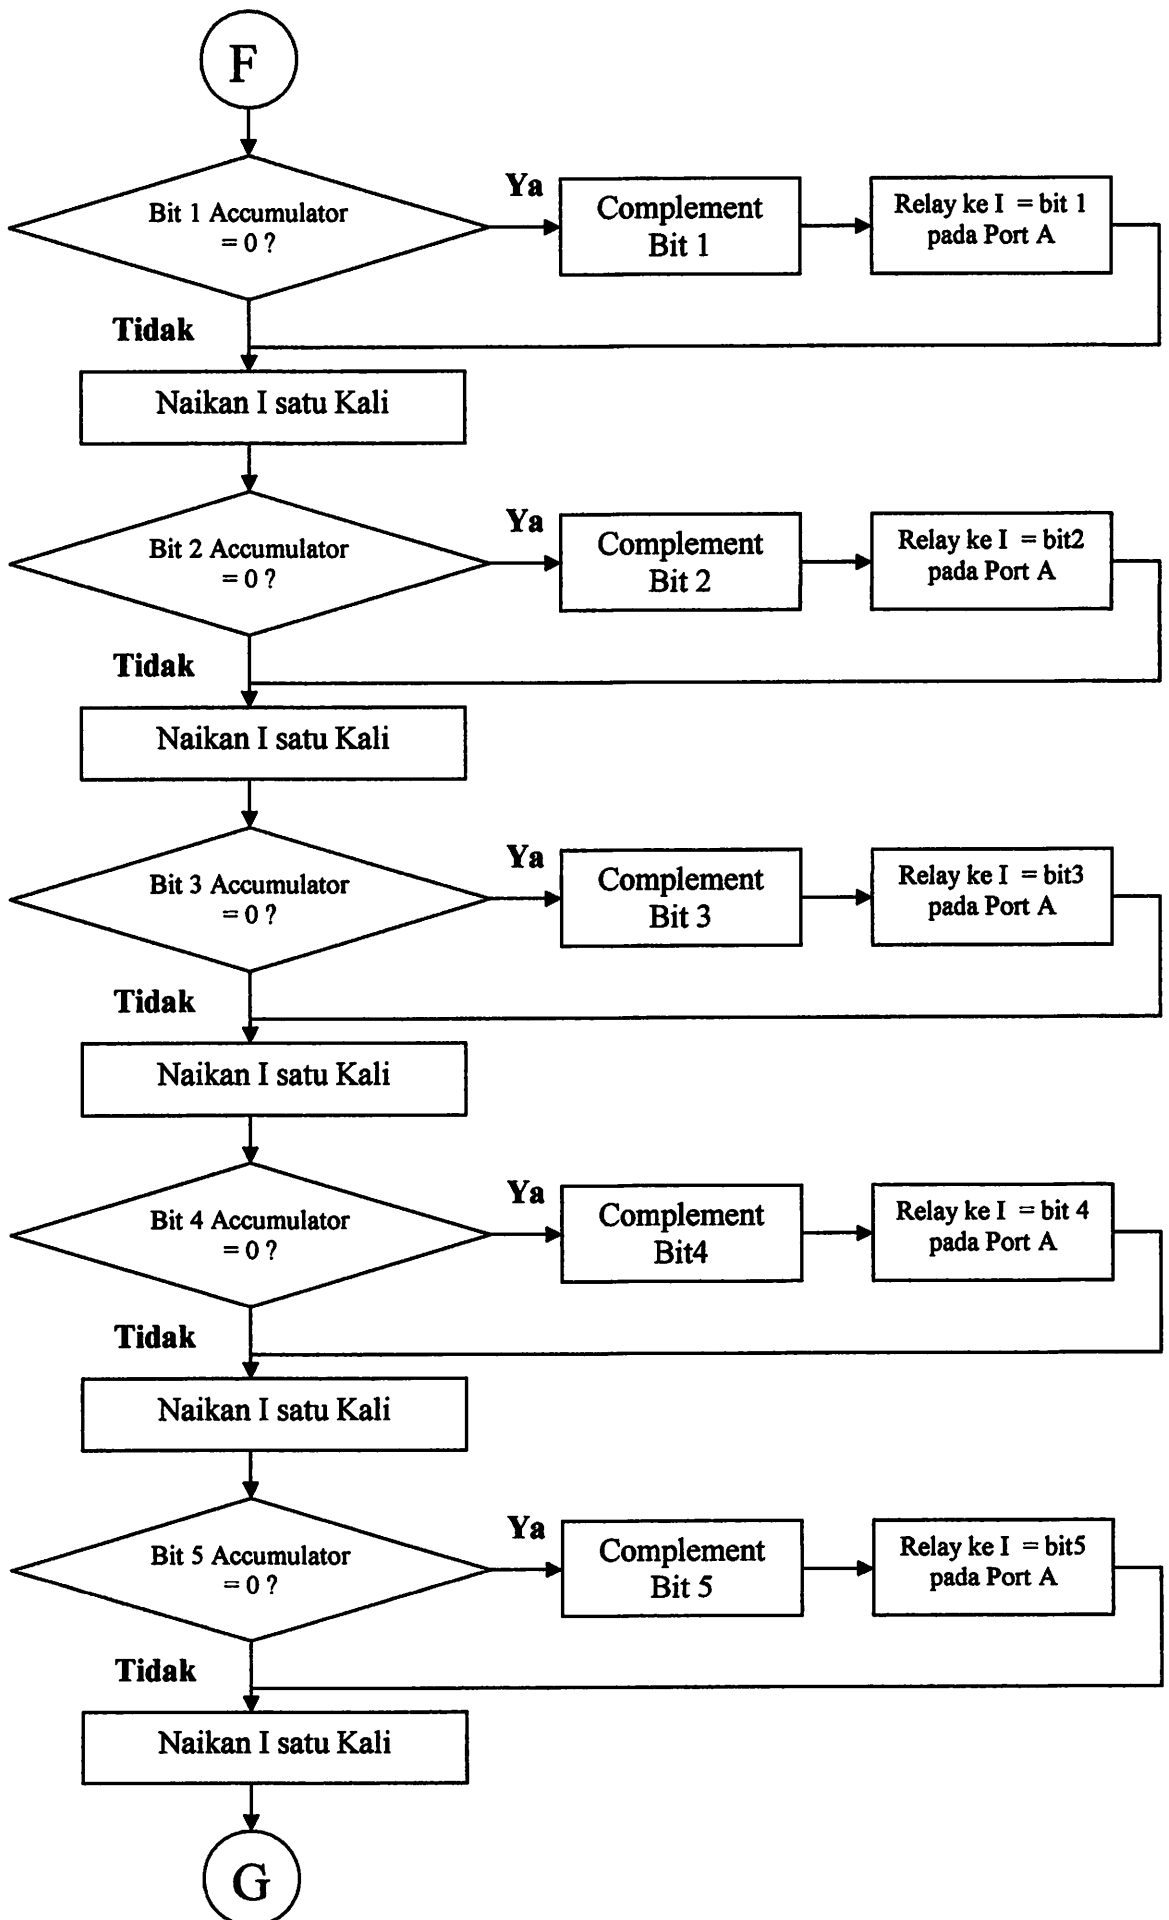 F
Bit 1 Accumulator
= 0 ?
Ya
Complement
Bit 1
Relay ke I = bit 1
pada Port A
Tidak
Naikan I satu Kali
Bit 2 Accumulator
= 0 ?
Ya
Complement
Bit 2
Relay ke I = bit2
pada Port A
Tidak
Naikan I satu Kali
Bit 3 Accumulator
= 0 ?
Ya
Complement
Bit 3
Relay ke I = bit3
pada Port A
Tidak
Naikan I satu Kali
Bit 4 Accumulator
= 0 ?
Ya
Complement
Bit4
Relay ke I = bit 4
pada Port A
Tidak
Naikan I satu Kali
Bit 5 Accumulator
= 0 ?
Ya
Complement
Bit 5
Relay ke I = bit5
pada Port A
Tidak
Naikan I satu Kali
G